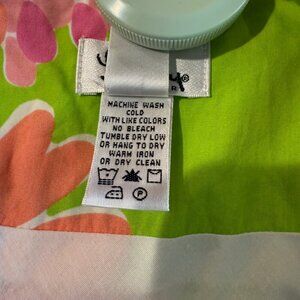 MACHINE WASH
COLD
WITH LIKE COLORS
NO BLEACH
TUMBLE DRY LOW
OR HANG TO DRY
WARM IRON
OR DRY CLEAN
P